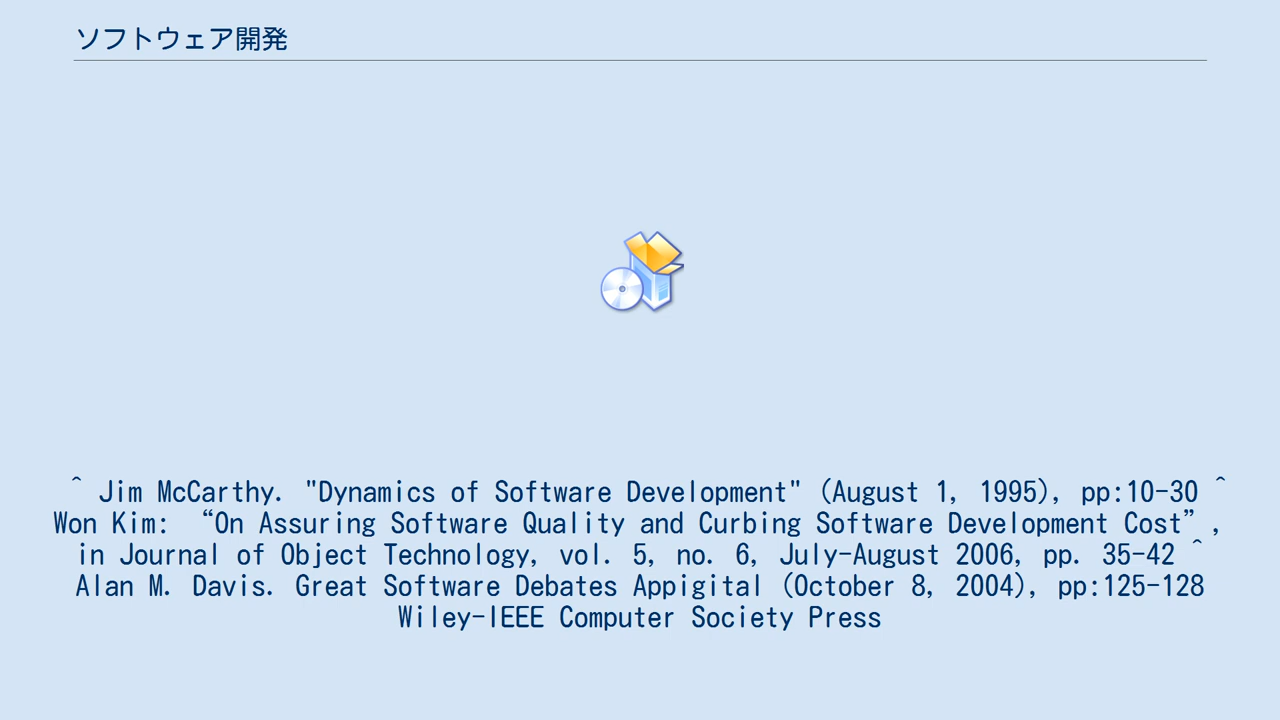 ソフトウェア開発
^ Jim McCarthy. "Dynamics of Software Development" (August 1, 1995), pp:10-30 ^
Won Kim: “On Assuring Software Quality and Curbing Software Development Cost”,
in Journal of Object Technology, vol. 5, no. 6, July-August 2006, pp. 35-42 ^
Alan M. Davis. Great Software Debates Appigital (October 8, 2004), pp:125-128
Wiley-IEEE Computer Society Press